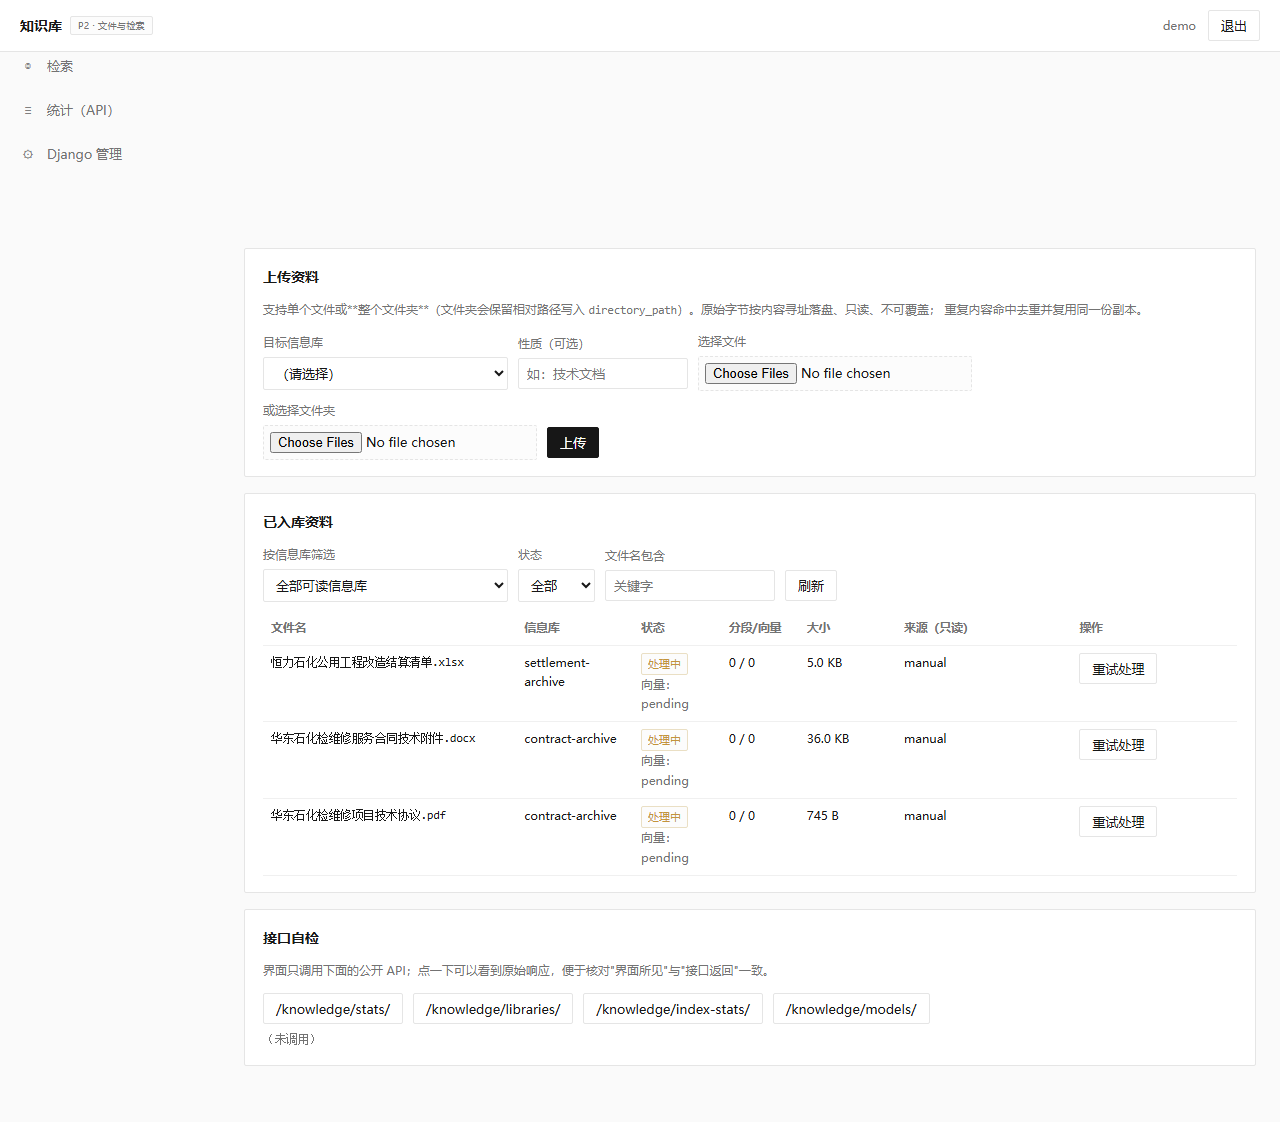 知识库 P2 · 文件与检索 demo 退出
检索
统计（API）
Django 管理
上传资料
支持单个文件或**整个文件夹**（文件夹会保留相对路径写入 directory_path）。原始字节按内容寻址落盘、只读、不可覆盖； 重复内容命中去重并复用同一份副本。
目标信息库 性质（可选） 选择文件
（请选择） 如：技术文档 Choose Files No file chosen
或选择文件夹
Choose Files No file chosen 上传
已入库资料
按信息库筛选 状态 文件名包含
全部可读信息库 全部 关键字 刷新
文件名 信息库 状态 分段/向量 大小 来源（只读） 操作
恒力石化公用工程改造结算清单.xlsx settlement-archive 处理中 向量：pending 0 / 0 5.0 KB manual 重试处理
华东石化检维修服务合同技术附件.docx contract-archive 处理中 向量：pending 0 / 0 36.0 KB manual 重试处理
华东石化检维修项目技术协议.pdf contract-archive 处理中 向量：pending 0 / 0 745 B manual 重试处理
接口自检
界面只调用下面的公开 API；点一下可以看到原始响应，便于核对"界面所见"与"接口返回"一致。
/knowledge/stats/ /knowledge/libraries/ /knowledge/index-stats/ /knowledge/models/
（未调用）